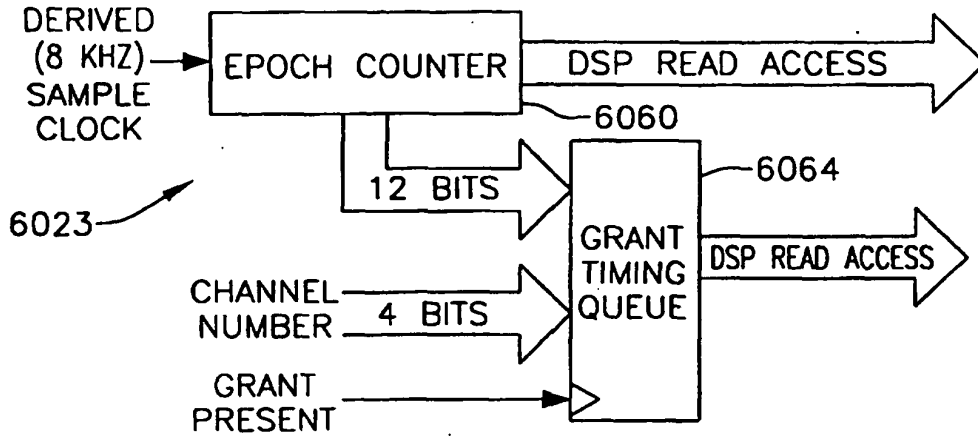 DERIVED
(8 KHZ)
SAMPLE
CLOCK
EPOCH COUNTER
DSP READ ACCESS
6060
12 BITS
6064
6023
GRANT
TIMING
QUEUE
DSP READ ACCESS
CHANNEL
NUMBER
4 BITS
GRANT
PRESENT